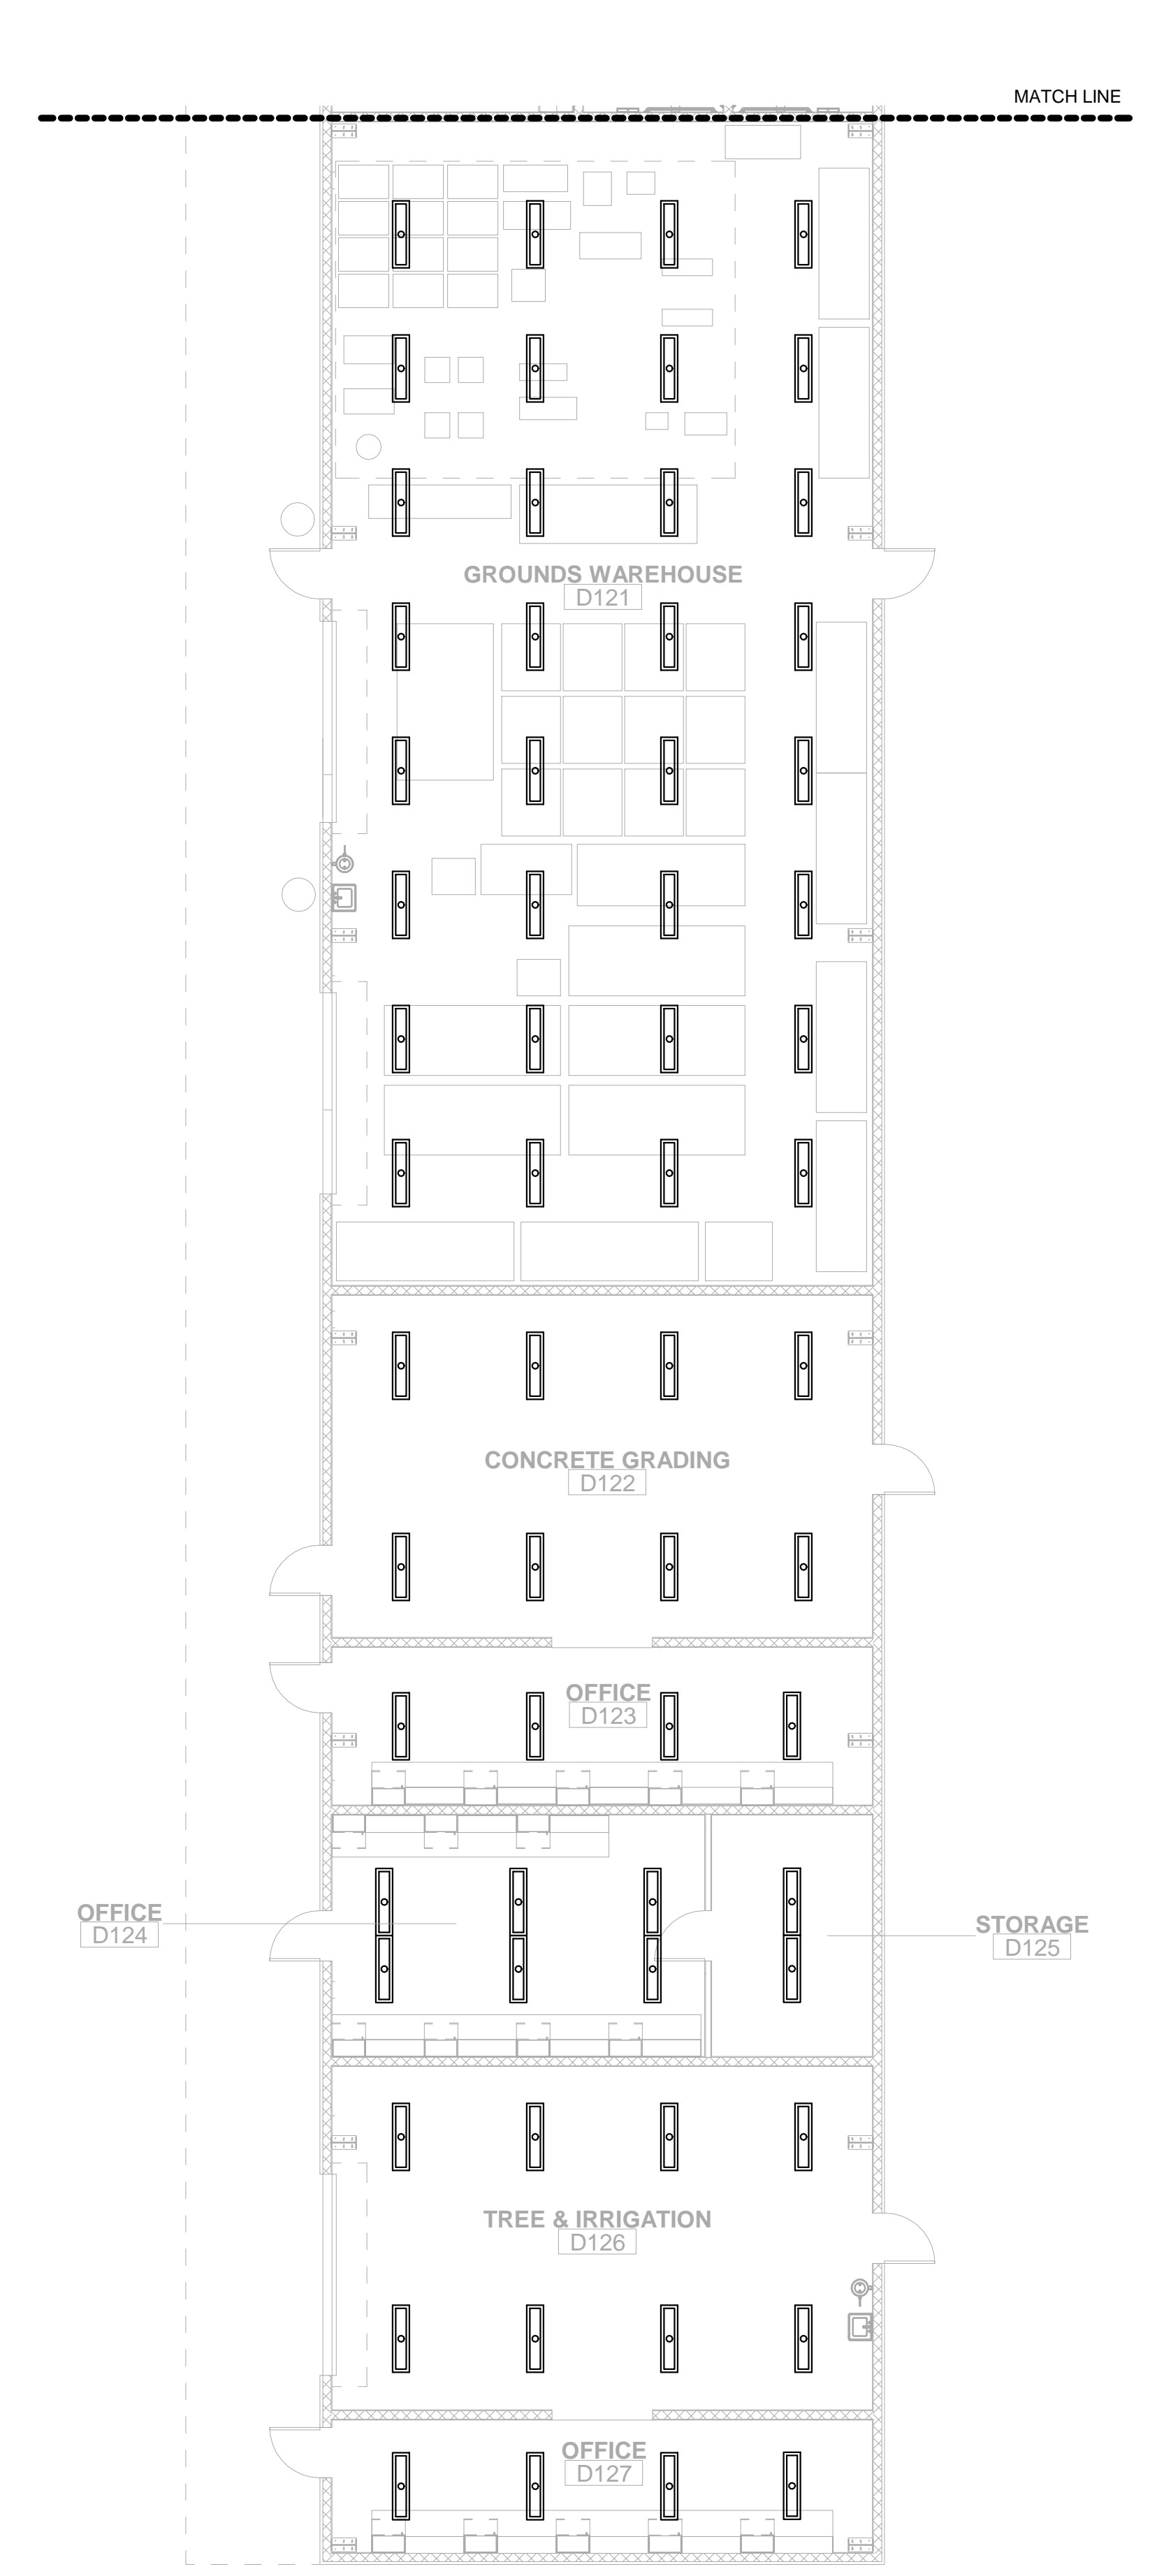 MATCH LINE
GROUNDS WAREHOUSE
D121
CONCRETE GRADING
D122
OFFICE
D123
OFFICE
D124
STORAGE
D125
TREE & IRRIGATION
D126
OFFICE
D127